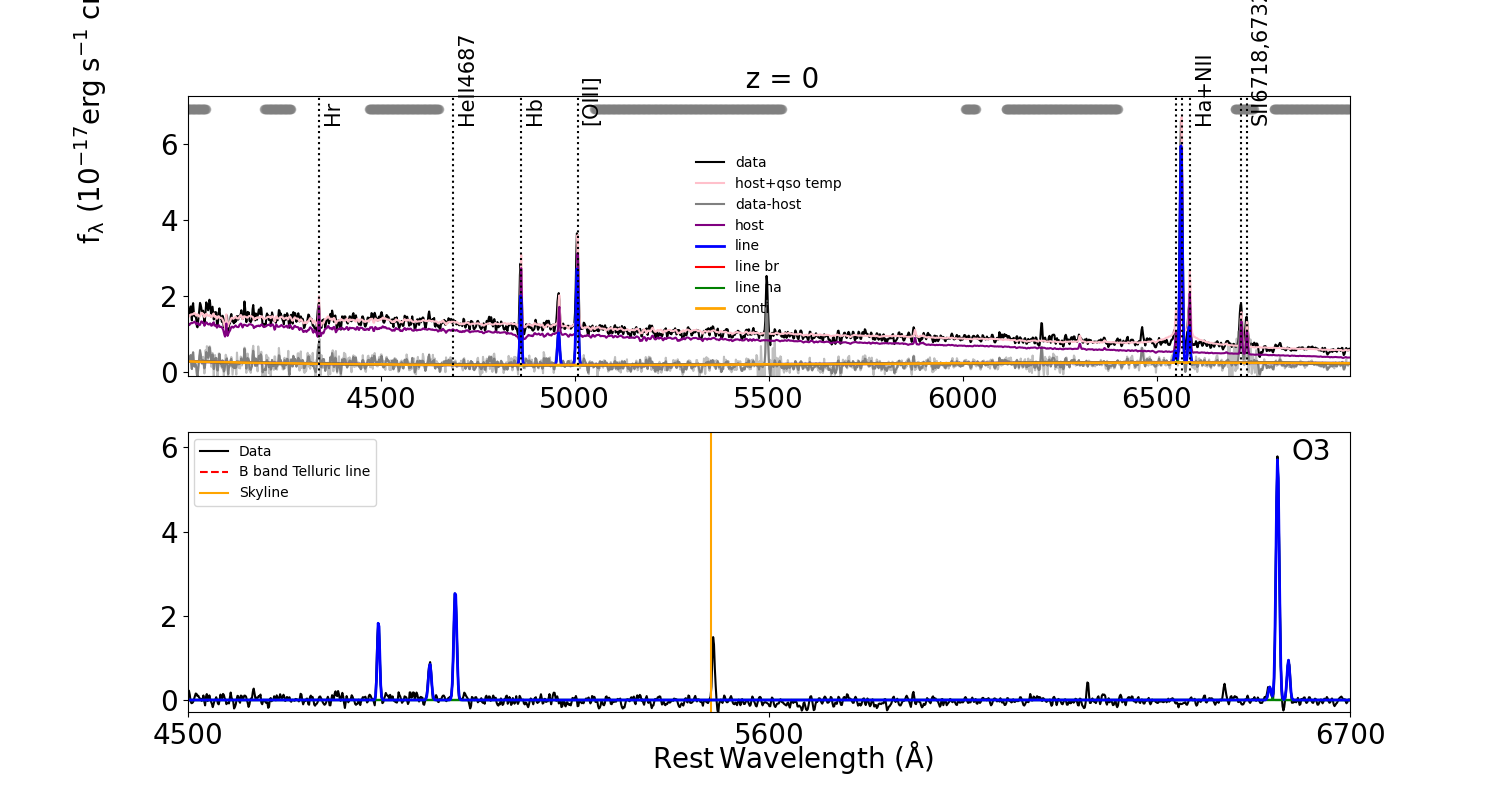 z = 0
f_λ (10^−17 erg s^−1
Hr
HeII4687
Hb
[OIII]
Ha+NII
SII6718,673
data
host+qso temp
data-host
host
line
line br
line na
conti
0
2
4
6
4500
5000
5500
6000
6500
Data
B band Telluric line
Skyline
O3
0
2
4
6
4500
5600
6700
Rest Wavelength (Å)